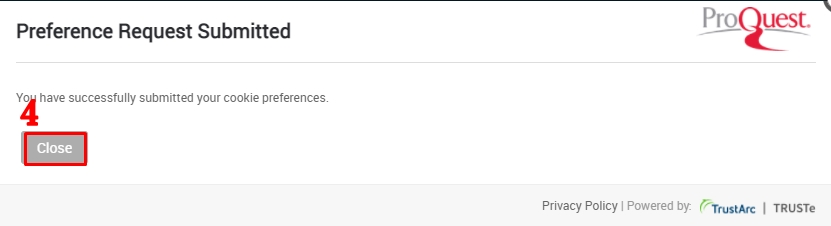 Preference Request Submitted
ProQuest.
You have successfully submitted your cookie preferences.
4
Close
Privacy Policy | Powered by: TrustArc | TRUSTe